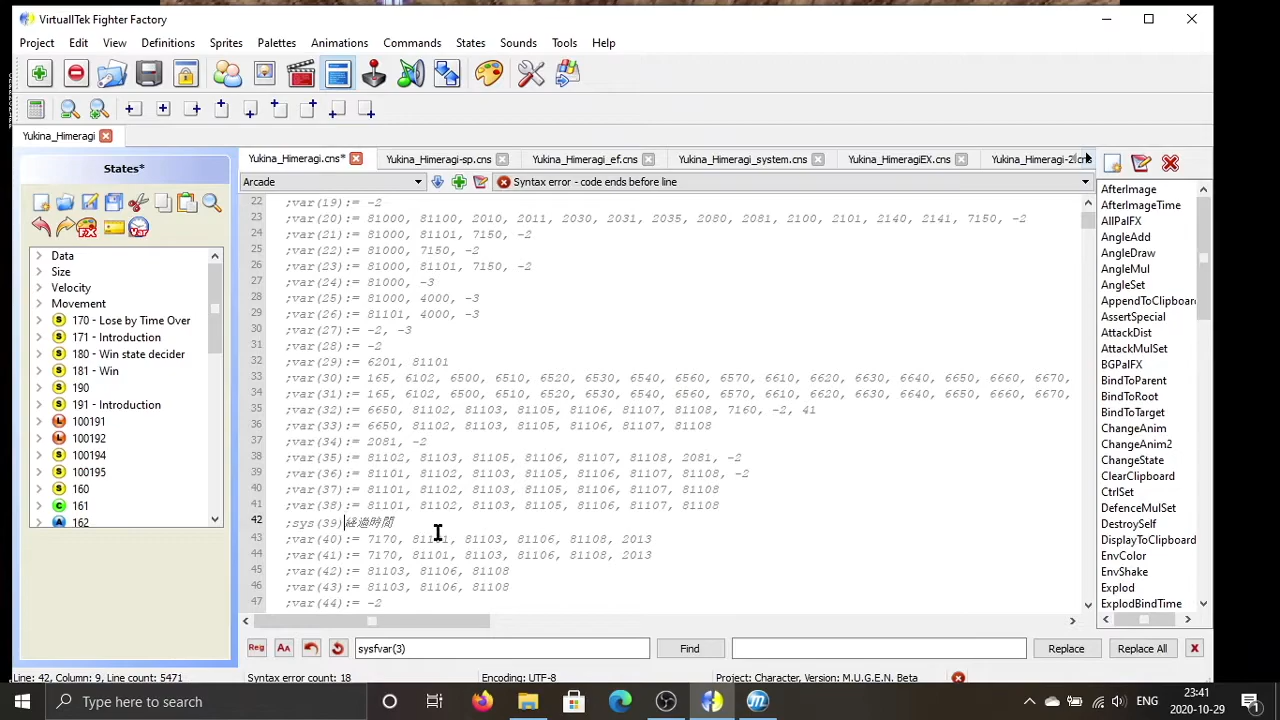 VirtuallTek Fighter Factory
Project Edit View Definitions Sprites Palettes Animations Commands States Sounds Tools Help
Yukina_Himeragi
States*
Yukina_Himeragi.cns* Yukina_Himeragi-sp.cns Yukina_Himeragi_ef.cns Yukina_Himeragi_system.cns Yukina_HimeragiEX.cns Yukina_Himeragi-2
Arcade Syntax error - code ends before line
Data
Size
Velocity
Movement
170 - Lose by Time Over
171 - Introduction
180 - Win state decider
181 - Win
190
191 - Introduction
100191
100192
100194
100195
160
161
162
22 ;var(19):= -2
23 ;var(20):= 81000, 81100, 2010, 2011, 2030, 2031, 2035, 2080, 2081, 2100, 2101, 2140, 2141, 7150, -2
24 ;var(21):= 81000, 81101, 7150, -2
25 ;var(22):= 81000, 7150, -2
26 ;var(23):= 81000, 81101, 7150, -2
27 ;var(24):= 81000, -3
28 ;var(25):= 81000, 4000, -3
29 ;var(26):= 81101, 4000, -3
30 ;var(27):= -2, -3
31 ;var(28):= -2
32 ;var(29):= 6201, 81101
33 ;var(30):= 165, 6102, 6500, 6510, 6520, 6530, 6540, 6560, 6570, 6610, 6620, 6630, 6640, 6650, 6660, 6670,
34 ;var(31):= 165, 6102, 6500, 6510, 6520, 6530, 6540, 6560, 6570, 6610, 6620, 6630, 6640, 6650, 6660, 6670,
35 ;var(32):= 6650, 81102, 81103, 81105, 81106, 81107, 81108, 7160, -2, 41
36 ;var(33):= 6650, 81102, 81103, 81105, 81106, 81107, 81108
37 ;var(34):= 2081, -2
38 ;var(35):= 81102, 81103, 81105, 81106, 81107, 81108, 2081, -2
39 ;var(36):= 81101, 81102, 81103, 81105, 81106, 81107, 81108, -2
40 ;var(37):= 81101, 81102, 81103, 81105, 81106, 81107, 81108
41 ;var(38):= 81101, 81102, 81103, 81105, 81106, 81107, 81108
42 ;sys(39)経過時間
43 ;var(40):= 7170, 81101, 81103, 81106, 81108, 2013
44 ;var(41):= 7170, 81101, 81103, 81106, 81108, 2013
45 ;var(42):= 81103, 81106, 81108
46 ;var(43):= 81103, 81106, 81108
47 ;var(44):= -2
AfterImage
AfterImageTime
AllPalFX
AngleAdd
AngleDraw
AngleMul
AngleSet
AppendToClipboar
AssertSpecial
AttackDist
AttackMulSet
BGPalFX
BindToParent
BindToRoot
BindToTarget
ChangeAnim
ChangeAnim2
ChangeState
ClearClipboard
CtrlSet
DefenceMulSet
DestroySelf
DisplayToClipboar
EnvColor
EnvShake
Explod
ExplodBindTime
Reg AA sysfvar(3) Find Replace Replace All
Line: 42, Column: 9, Line count: 5471 Syntax error count: 18 Encoding: UTF-8 Project: Character, Version: M.U.G.E.N. Beta
Type here to search
ENG
23:41
2020-10-29